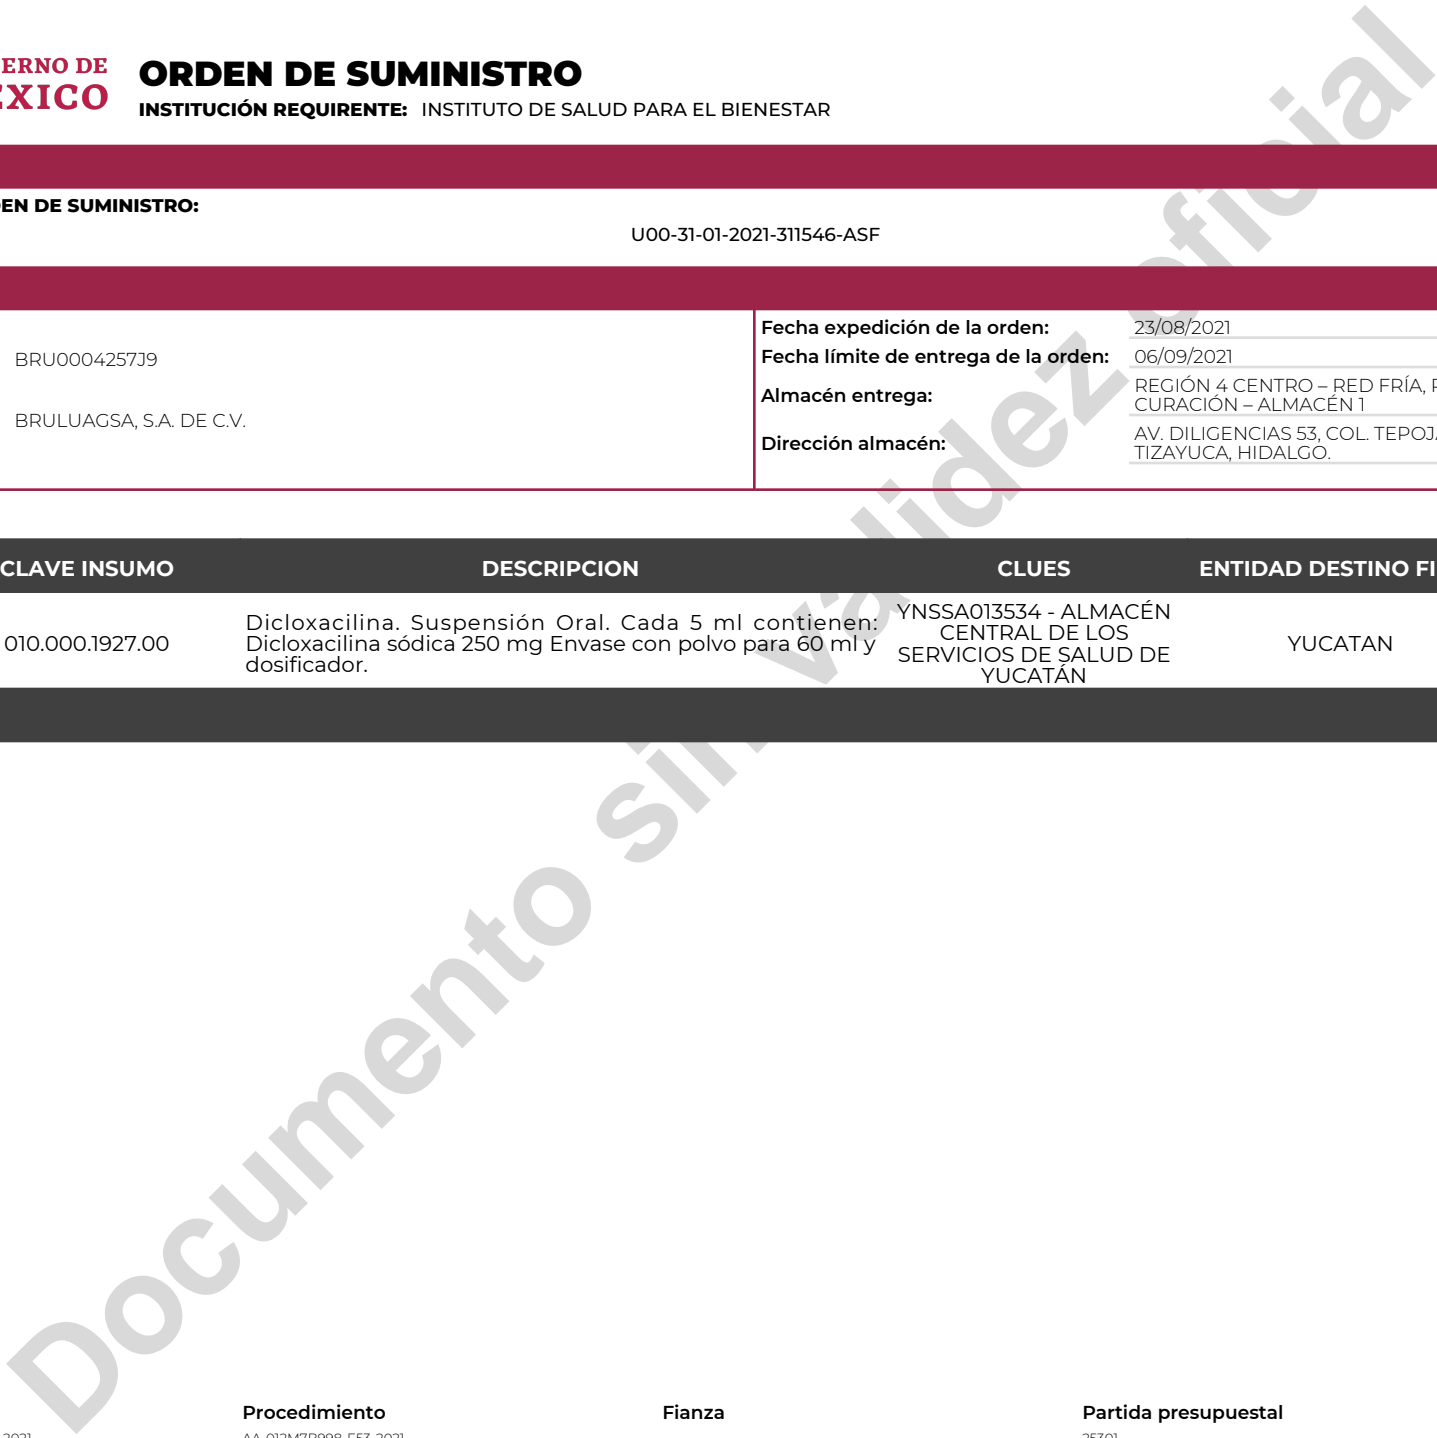 ERNO DE
EXICO
ORDEN DE SUMINISTRO
INSTITUCIÓN REQUIRENTE: INSTITUTO DE SALUD PARA EL BIENESTAR
EN DE SUMINISTRO:
U00-31-01-2021-311546-ASF
BRU0004257J9
BRULUAGSA, S.A. DE C.V.
Fecha expedición de la orden: 23/08/2021
Fecha límite de entrega de la orden: 06/09/2021
Almacén entrega: REGIÓN 4 CENTRO – RED FRÍA,
CURACIÓN – ALMACÉN 1
Dirección almacén: AV. DILIGENCIAS 53, COL. TEPOJ
TIZAYUCA, HIDALGO.
CLAVE INSUMO DESCRIPCION CLUES ENTIDAD DESTINO FI
010.000.1927.00
Dicloxacilina. Suspensión Oral. Cada 5 ml contienen:
Dicloxacilina sódica 250 mg Envase con polvo para 60 ml y
dosificador.
YNSSA013534 - ALMACÉN
CENTRAL DE LOS
SERVICIOS DE SALUD DE
YUCATÁN
YUCATAN
Documento sin validez oficial
Procedimiento Fianza Partida presupuestal